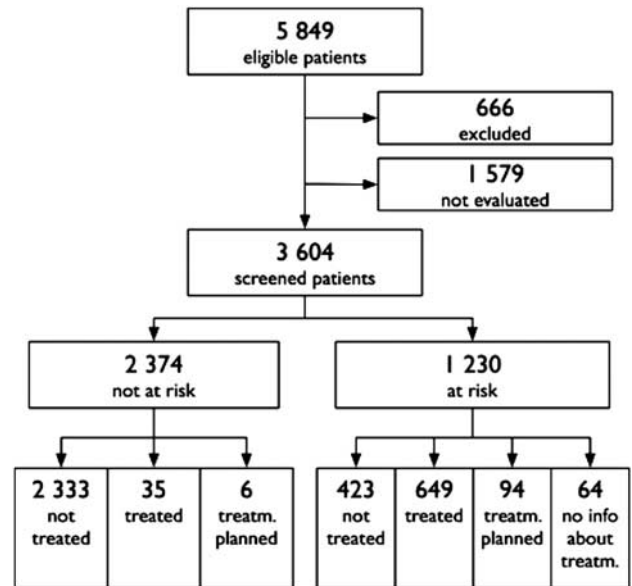 5 849
eligible patients
666
excluded
1 579
not evaluated
3 604
screened patients
2 374
not at risk
1 230
at risk
2 333
not
treated
35
treated
6
treatm.
planned
423
not
treated
649
treated
94
treatm.
planned
64
no info
about
treatm.